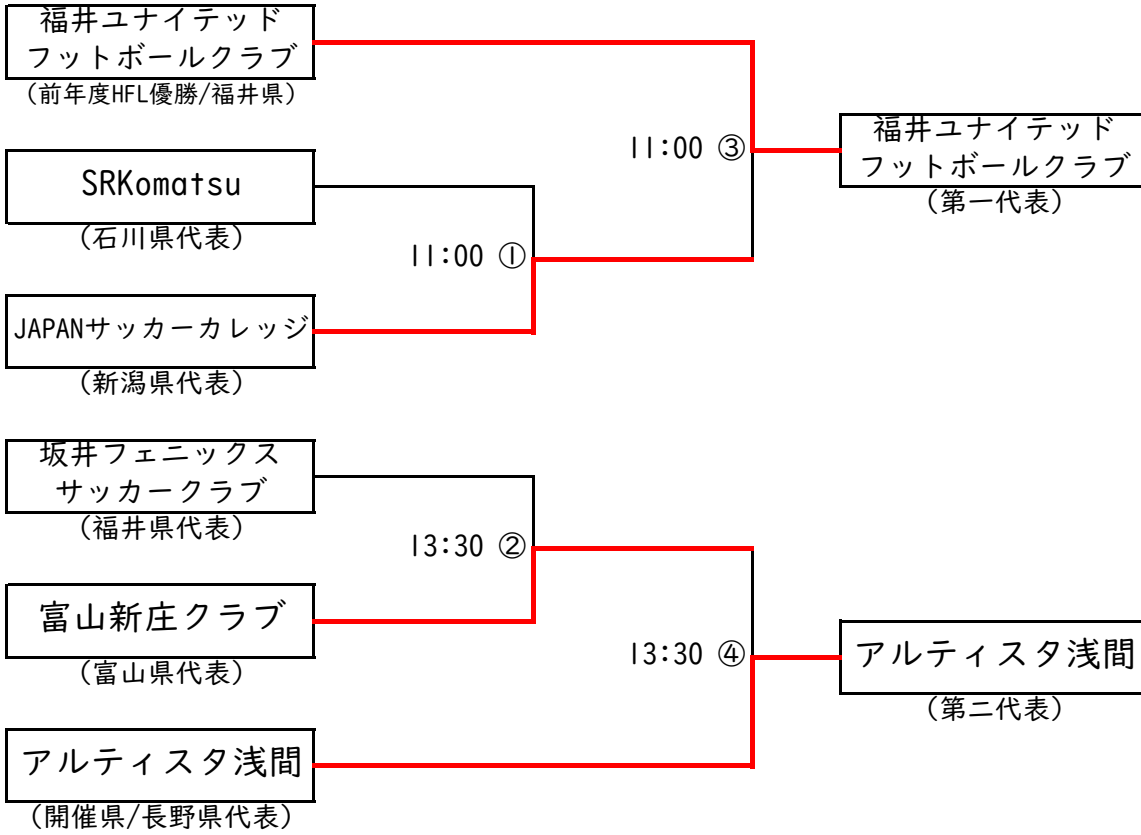 福井ユナイテッド
フットボールクラブ
(前年度HFL優勝/福井県)
11:00 ③
福井ユナイテッド
フットボールクラブ
(第一代表)
SRKomatsu
(石川県代表)
11:00 ①
JAPANサッカーカレッジ
(新潟県代表)
坂井フェニックス
サッカークラブ
(福井県代表)
13:30 ②
富山新庄クラブ
(富山県代表)
13:30 ④
アルティスタ浅間
(第二代表)
アルティスタ浅間
(開催県/長野県代表)